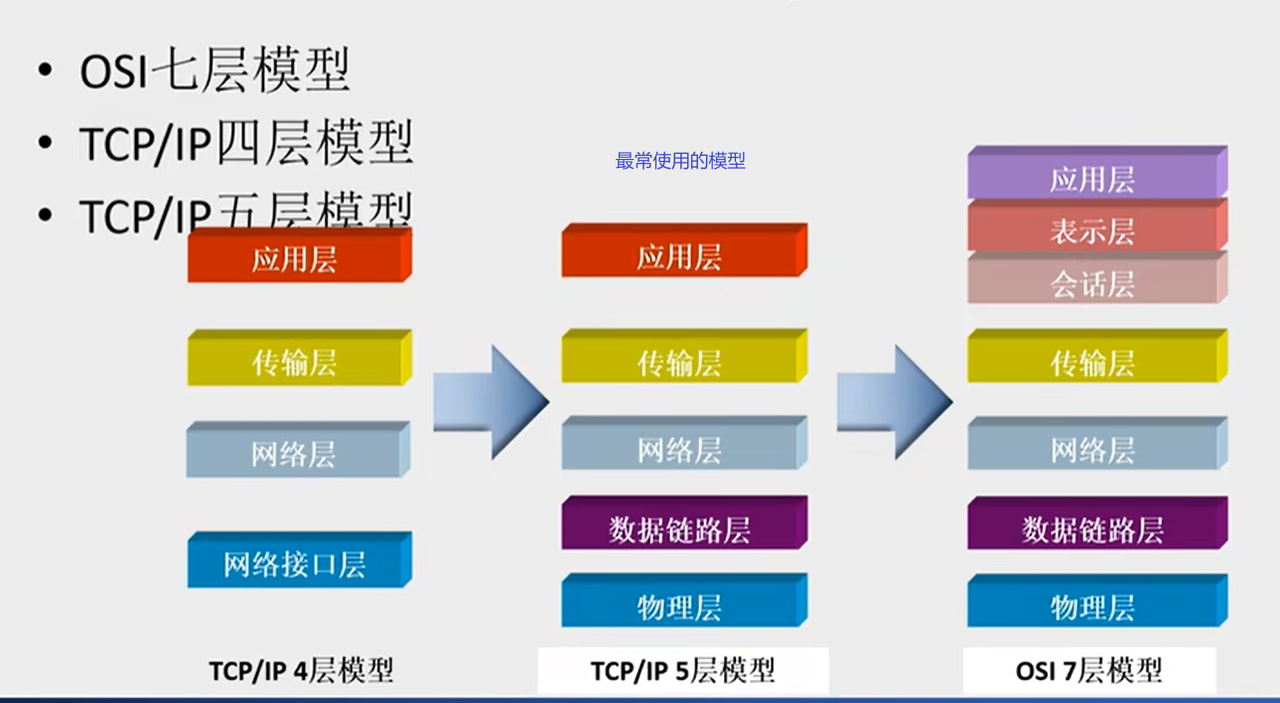 • OSI七层模型
• TCP/IP四层模型
• TCP/IP五层模型
最常使用的模型
应用层
传输层
网络层
网络接口层
TCP/IP 4层模型
应用层
传输层
网络层
数据链路层
物理层
TCP/IP 5层模型
应用层
表示层
会话层
传输层
网络层
数据链路层
物理层
OSI 7层模型